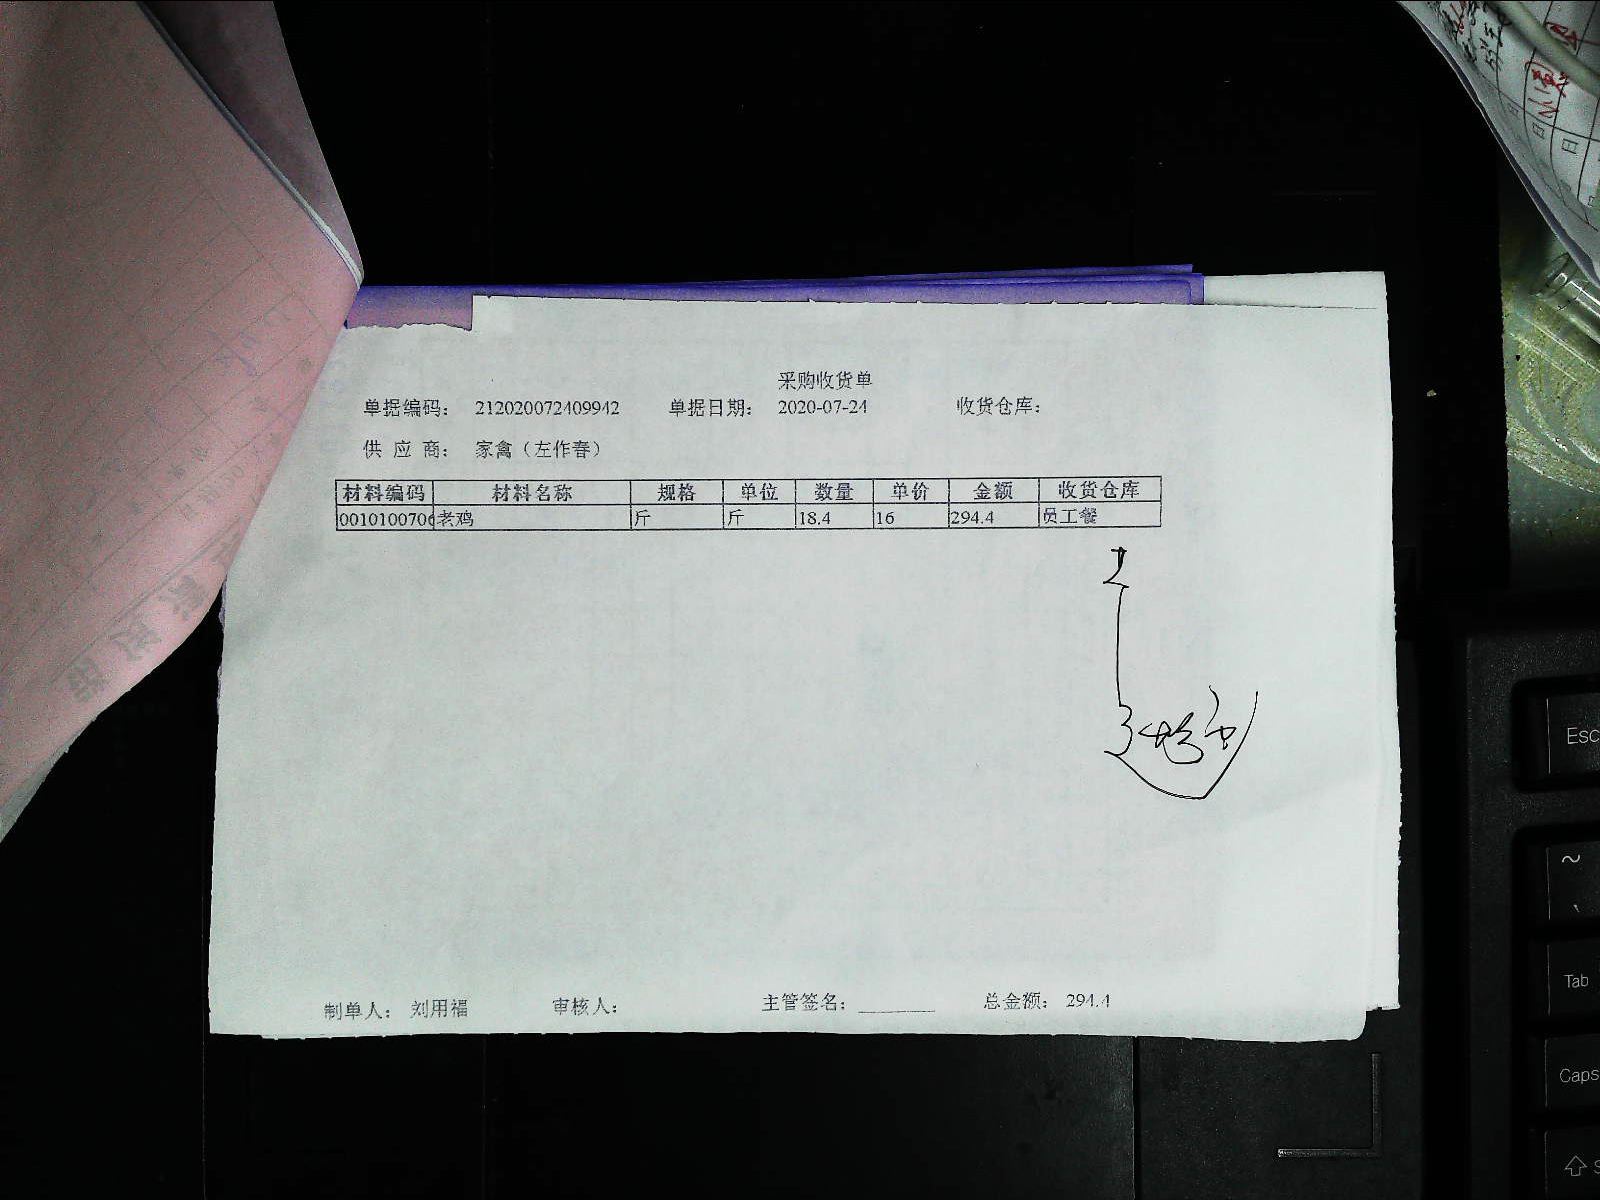 采购收货单
单据编码： 212020072409942 单据日期： 2020-07-24 收货仓库：
供 应 商： 家禽（左作春）
材料编码 材料名称 规格 单位 数量 单价 金额 收货仓库
0010100706 老鸡 斤 斤 18.4 16 294.4 员工餐
制单人： 刘用福 审核人： 主管签名： 总金额： 294.4
Esc
~
Tab
Caps